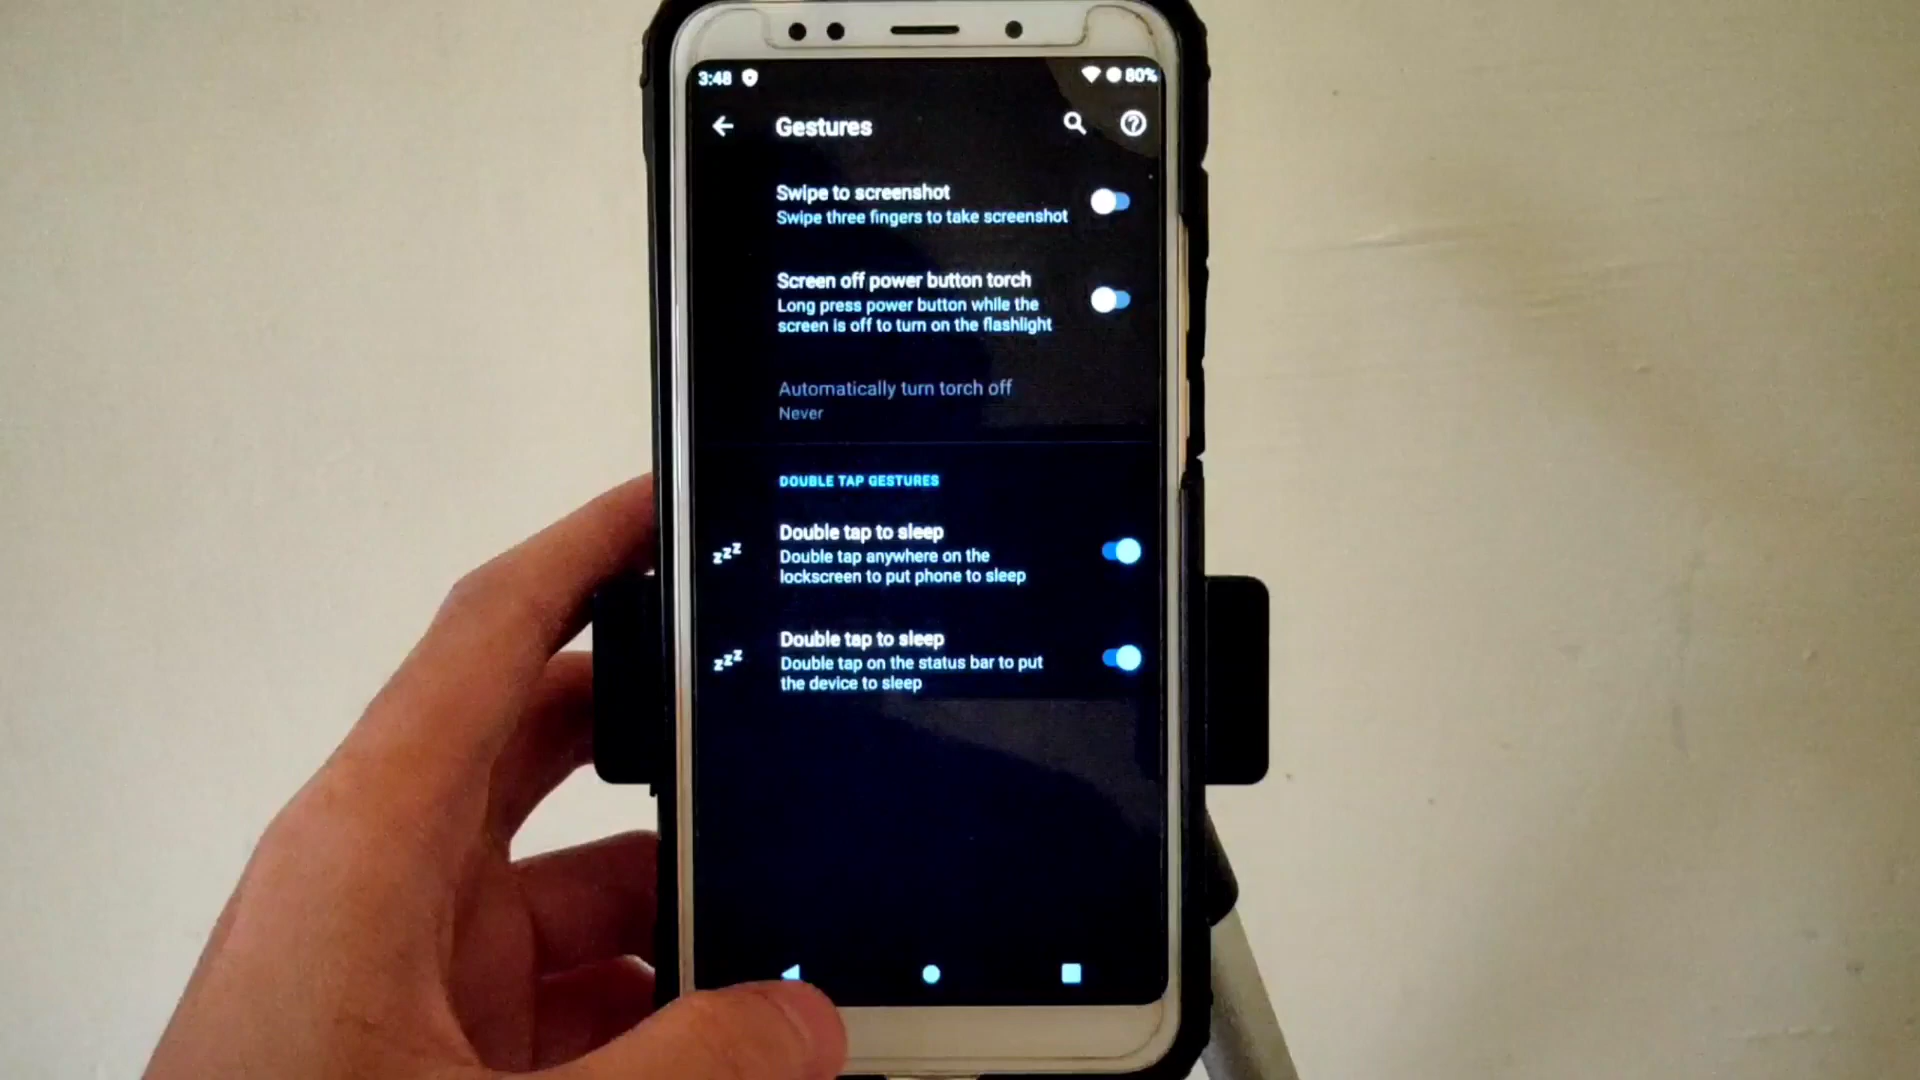 3:48
80%
Gestures
Swipe to screenshot
Swipe three fingers to take screenshot
Screen off power button torch
Long press power button while the
screen is off to turn on the flashlight
Automatically turn torch off
Never
DOUBLE TAP GESTURES
Double tap to sleep
Double tap anywhere on the
lockscreen to put phone to sleep
Double tap to sleep
Double tap on the status bar to put
the device to sleep